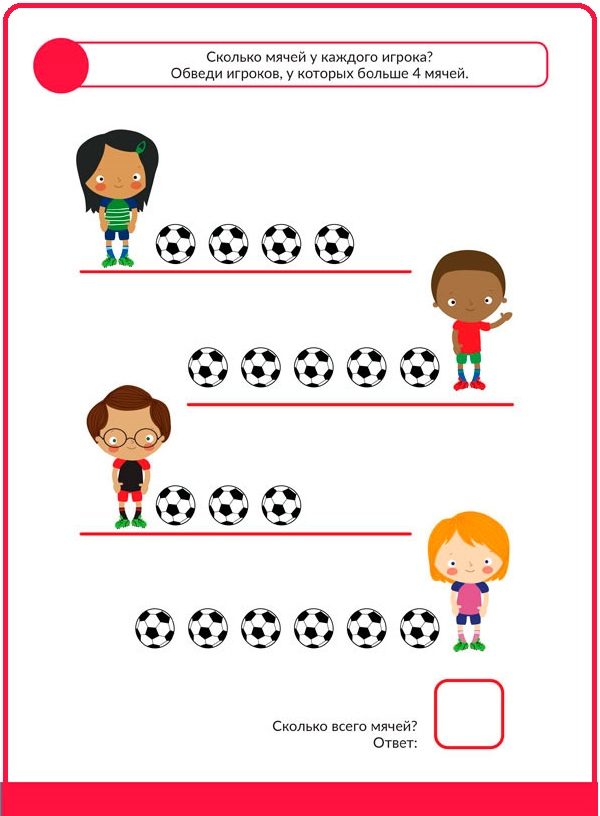 Сколько мячей у каждого игрока?
Обведи игроков, у которых больше 4 мячей.
Сколько всего мячей?
Ответ: